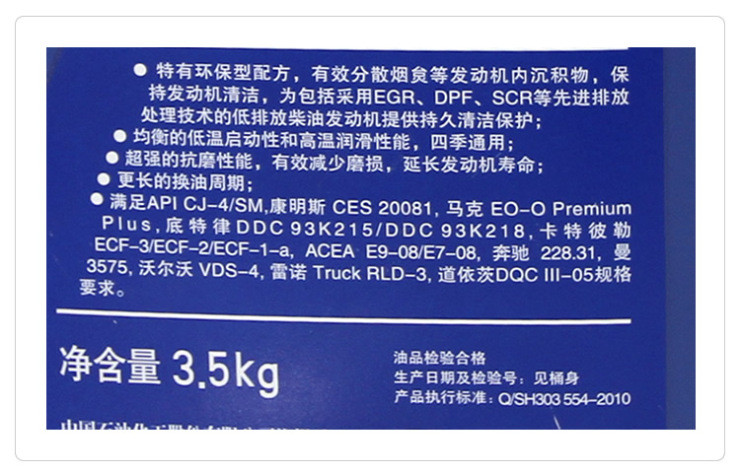 ● 特有环保型配方，有效分散烟炱等发动机内沉积物，保
持发动机清洁，为包括采用EGR、DPF、SCR等先进排放
处理技术的低排放柴油发动机提供持久清洁保护；
● 均衡的低温启动性和高温润滑性能，四季通用；
● 超强的抗磨性能，有效减少磨损，延长发动机寿命；
● 更长的换油周期；
● 满足API CJ-4/SM,康明斯 CES 20081, 马克 EO-O Premium
Plus,底特律DDC 93K215/DDC 93K218,卡特彼勒
ECF-3/ECF-2/ECF-1-a, ACEA E9-08/E7-08, 奔驰 228.31, 曼
3575, 沃尔沃 VDS-4, 雷诺 Truck RLD-3, 道依茨DQC III-05规格
要求。
净含量 3.5kg
油品检验合格
生产日期及检验号：见桶身
产品执行标准：Q/SH303 554-2010